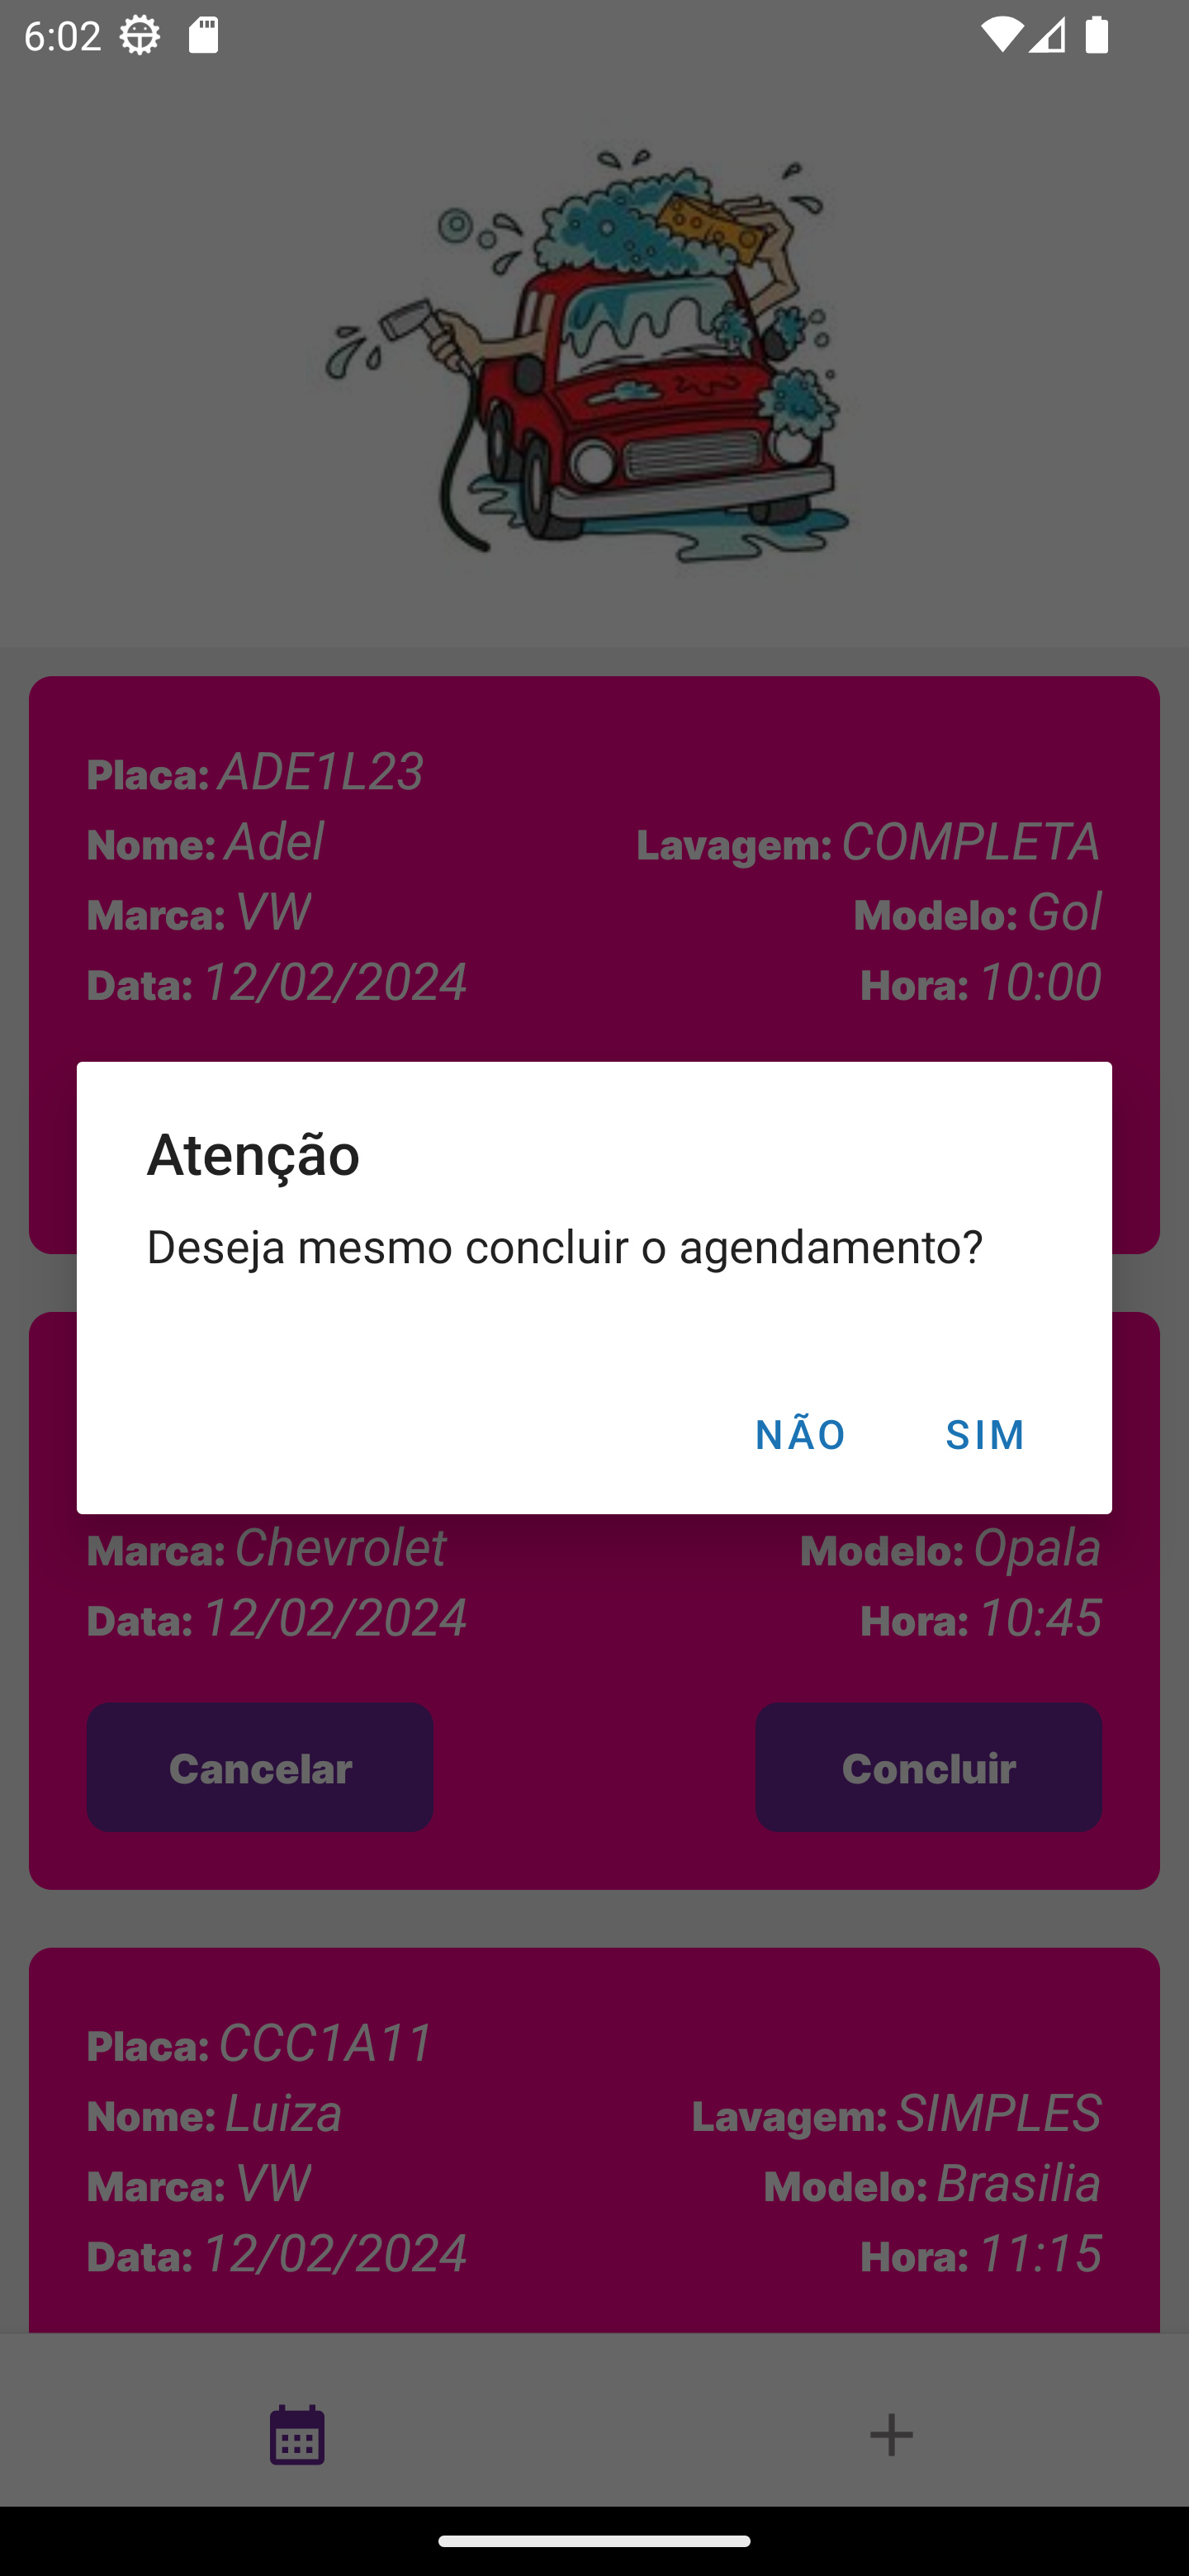 6:02
Placa: ADE1L23
Nome: Adel Lavagem: COMPLETA
Marca: VW Modelo: Gol
Data: 12/02/2024 Hora: 10:00
Atenção
Deseja mesmo concluir o agendamento?
NÃO SIM
Marca: Chevrolet Modelo: Opala
Data: 12/02/2024 Hora: 10:45
Cancelar Concluir
Placa: CCC1A11
Nome: Luiza Lavagem: SIMPLES
Marca: VW Modelo: Brasilia
Data: 12/02/2024 Hora: 11:15